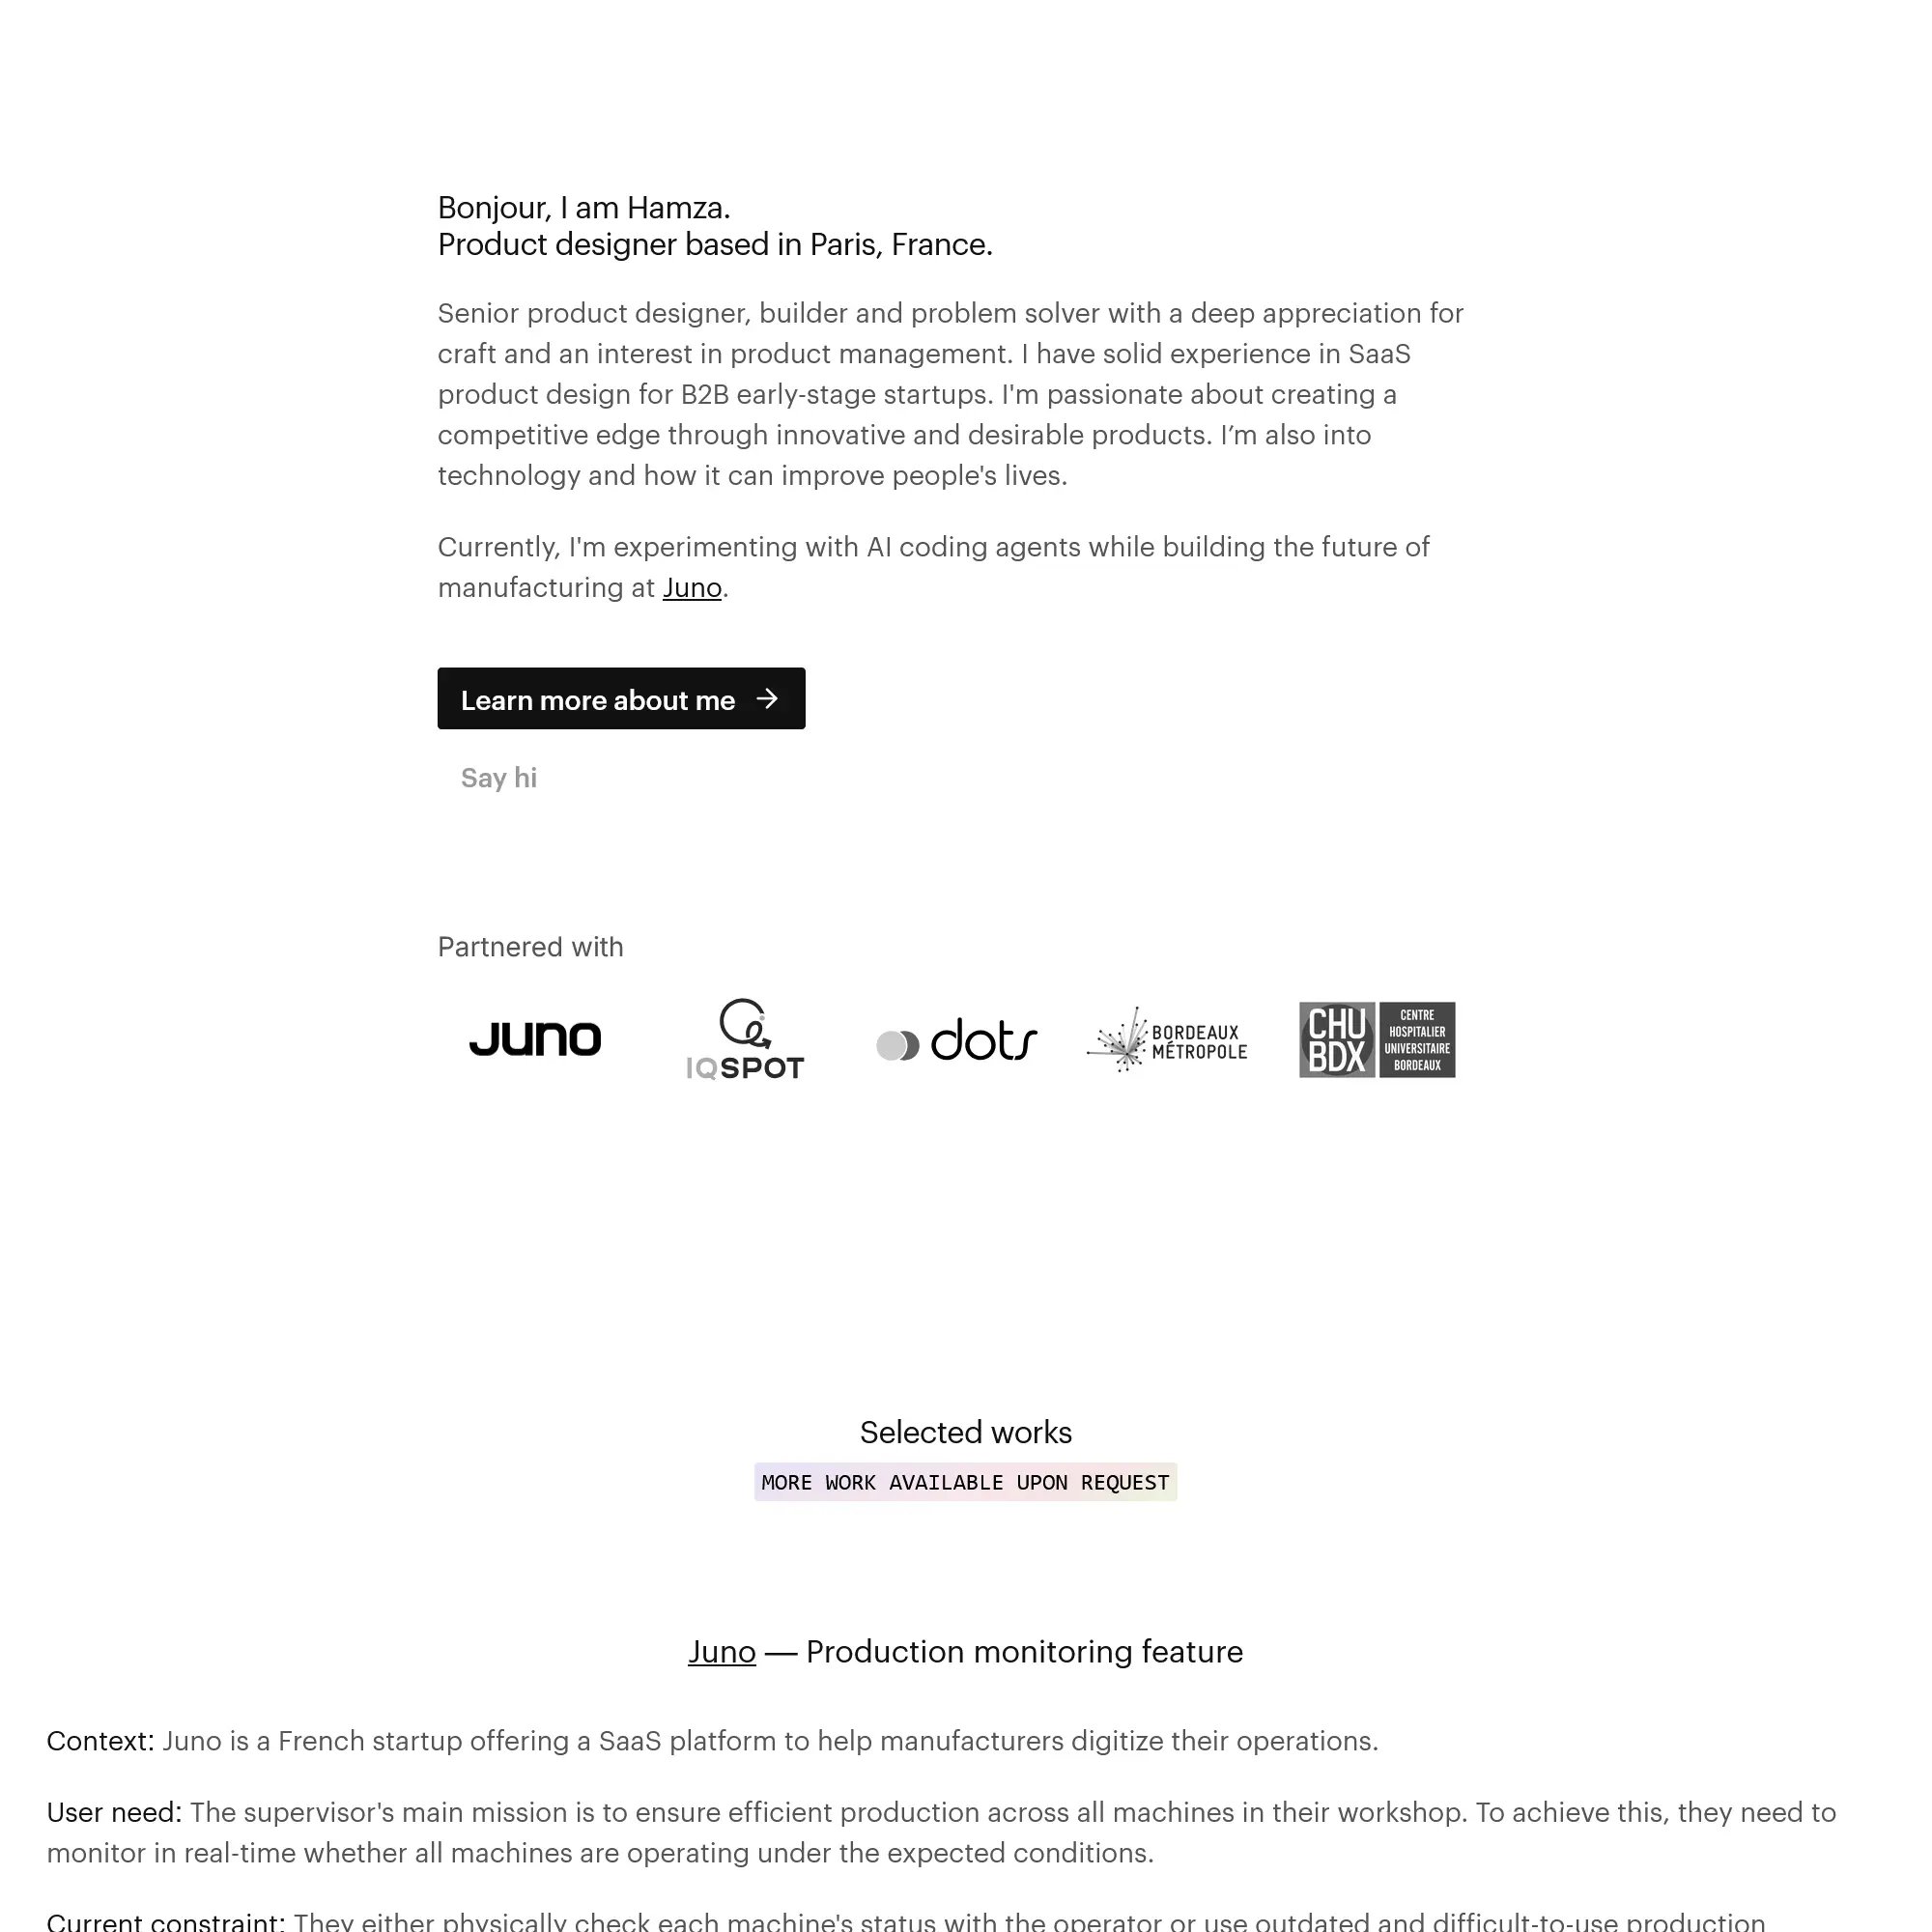 Bonjour, I am Hamza.
Product designer based in Paris, France.
Senior product designer, builder and problem solver with a deep appreciation for
craft and an interest in product management. I have solid experience in SaaS
product design for B2B early-stage startups. I'm passionate about creating a
competitive edge through innovative and desirable products. I’m also into
technology and how it can improve people's lives.
Currently, I'm experimenting with AI coding agents while building the future of
manufacturing at Juno.
Learn more about me
Say hi
Partnered with
Juno
IQSPOT
dots
BORDEAUX
MÉTROPOLE
CHU
BDX
CENTRE
HOSPITALIER
UNIVERSITAIRE
BORDEAUX
Selected works
MORE WORK AVAILABLE UPON REQUEST
Juno — Production monitoring feature
Context: Juno is a French startup offering a SaaS platform to help manufacturers digitize their operations.
User need: The supervisor's main mission is to ensure efficient production across all machines in their workshop. To achieve this, they need to
monitor in real-time whether all machines are operating under the expected conditions.
Current constraint: They either physically check each machine's status with the operator or use outdated and difficult-to-use production